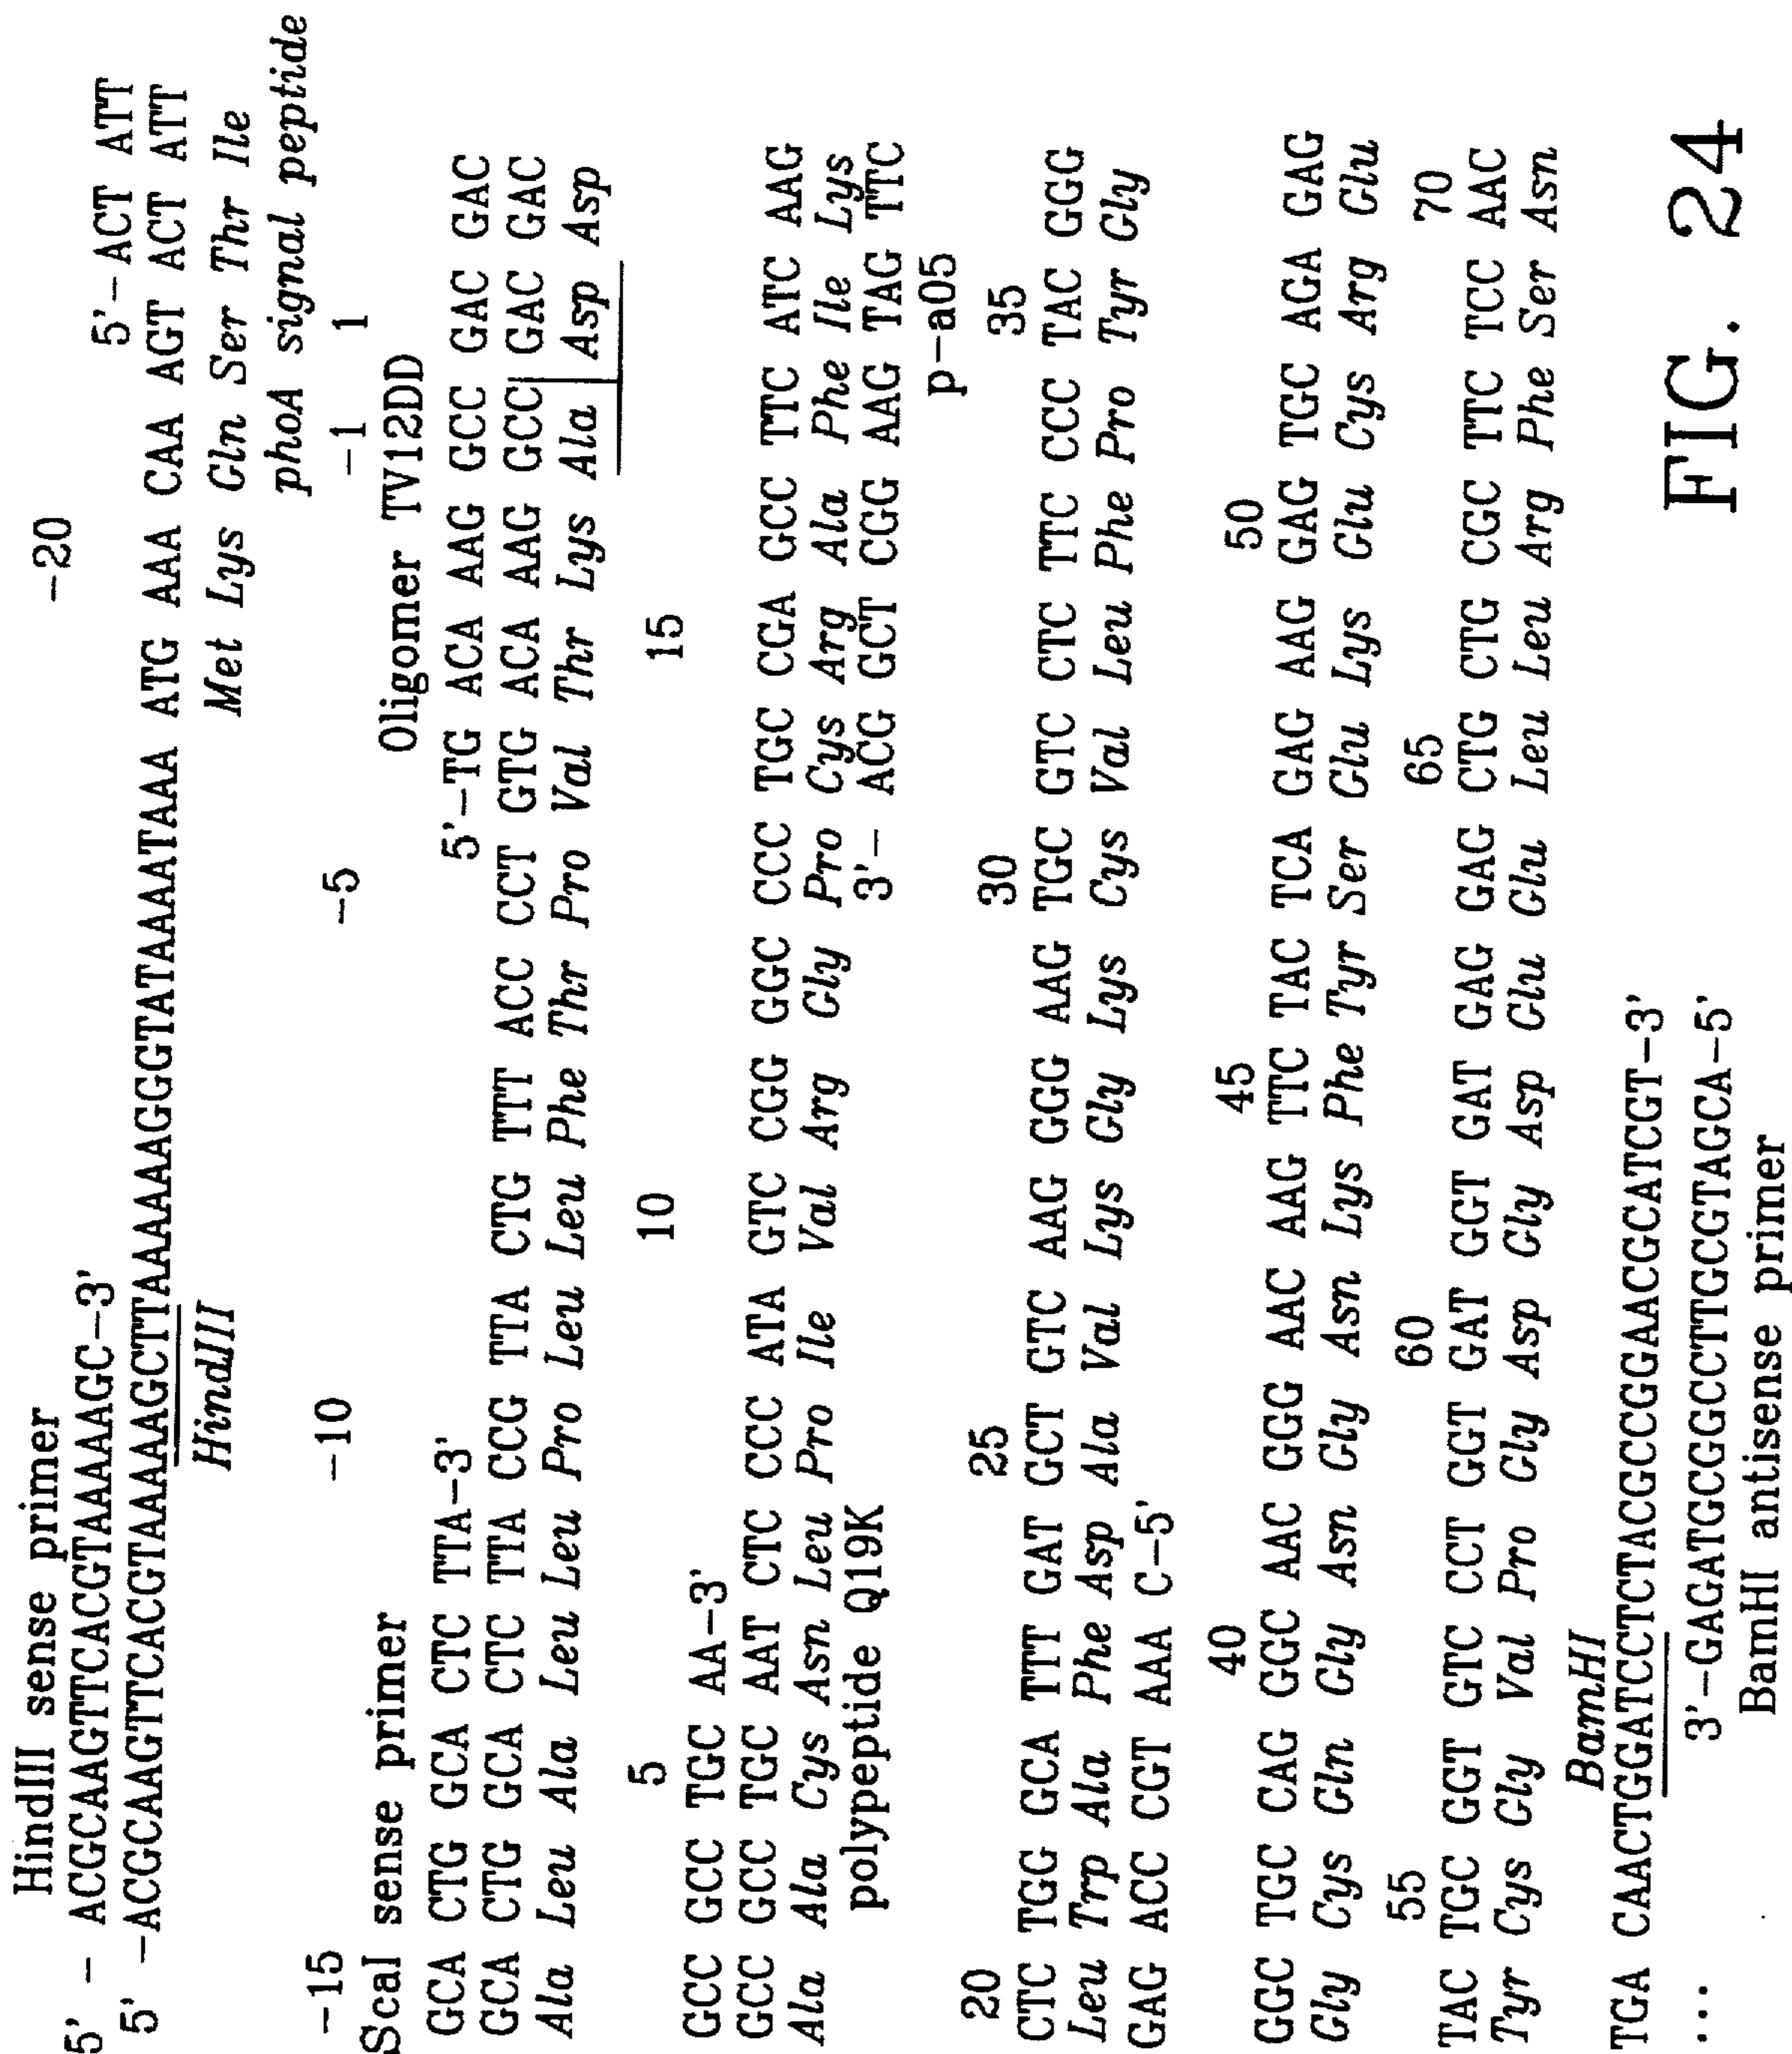 HindIII sense primer
5' - ACGCAAGTTCACGTAAAAAGC-3'
-20
5'-ACT ATT
5' -ACGCAAGTTCACGTAAAAAGCTTAAAAAAGGGTATAAAATAAA ATG AAA CAA AGT ACT ATT
HindIII
Met Lys Gln Ser Thr Ile
phoA signal peptide
-15 -10 -5 -1 1
ScaI sense primer
Oligomer TV12DD
GCA CTG GCA CTC TTA-3'
5'-TG ACA AAG GCC GAC GAC
GCA CTG GCA CTC TTA CCG TTA CTG TTT ACC CCT GTG ACA AAG GCC GAC GAC
Ala Leu Ala Leu Leu Pro Leu Leu Phe Thr Pro Val Thr Lys Ala Asp Asp
5 10 15
GCC GCC TGC AA-3'
GCC GCC TGC AAT CTC CCC ATA GTC CGG GGC CCC TGC CGA GCC TTC ATC AAG
Ala Ala Cys Asn Leu Pro Ile Val Arg Gly Pro Cys Arg Ala Phe Ile Lys
polypeptide Q19K
3'- ACG GCT CGG AAG TAG TTC
p-a05
20 25 30 35
CTC TGG GCA TTT GAT GCT GTC AAG GGG AAG TGC GTC CTC TTC CCC TAC GGG
Leu Trp Ala Phe Asp Ala Val Lys Gly Lys Cys Val Leu Phe Pro Tyr Gly
GAG ACC CGT AAA C-5'
40 45 50
GGC TGC CAG GGC AAC GGG AAC AAG TTC TAC TCA GAG AAG GAG TGC AGA GAG
Gly Cys Gln Gly Asn Gly Asn Lys Phe Tyr Ser Glu Lys Glu Cys Arg Glu
55 60 65 70
TAC TGC GGT GTC CCT GGT GAT GGT GAT GAG GAG CTG CTG CGC TTC TCC AAC
Tyr Cys Gly Val Pro Gly Asp Gly Asp Glu Glu Leu Leu Arg Phe Ser Asn
BamHI
TGA CAACTGGATCCTCTACGCCGGAACGCATCGT-3'
... 3'-GAGATGCGGCCTTGCGTAGCA-5'
BamHI antisense primer
FIG. 24